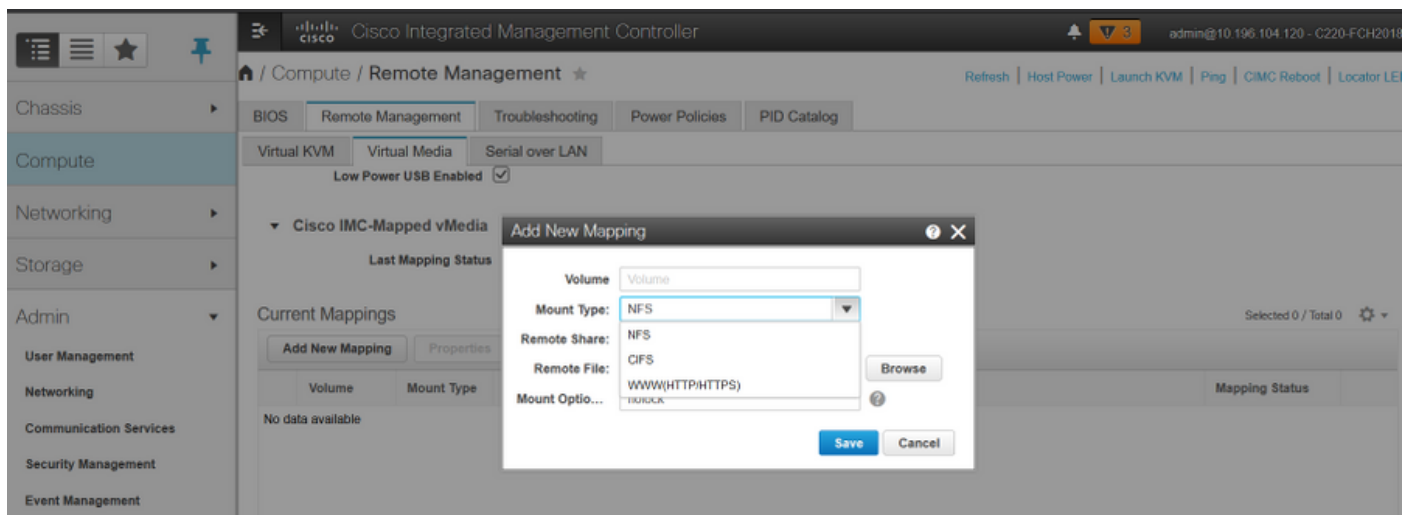 cisco Cisco Integrated Management Controller
3 admin@10.196.104.120 - C220-FCH2018
/ Compute / Remote Management
Refresh | Host Power | Launch KVM | Ping | CIMC Reboot | Locator LE
Chassis
Compute
Networking
Storage
Admin
User Management
Networking
Communication Services
Security Management
Event Management
BIOS Remote Management Troubleshooting Power Policies PID Catalog
Virtual KVM Virtual Media Serial over LAN
Low Power USB Enabled
Cisco IMC-Mapped vMedia
Last Mapping Status
Current Mappings
Selected 0 / Total 0
Add New Mapping Properties
Volume Mount Type Mapping Status
No data available
Add New Mapping
Volume Volume
Mount Type: NFS
Remote Share: NFS
CIFS
Remote File: Browse
WWW(HTTP/HTTPS)
Mount Optio... nolock
Save Cancel